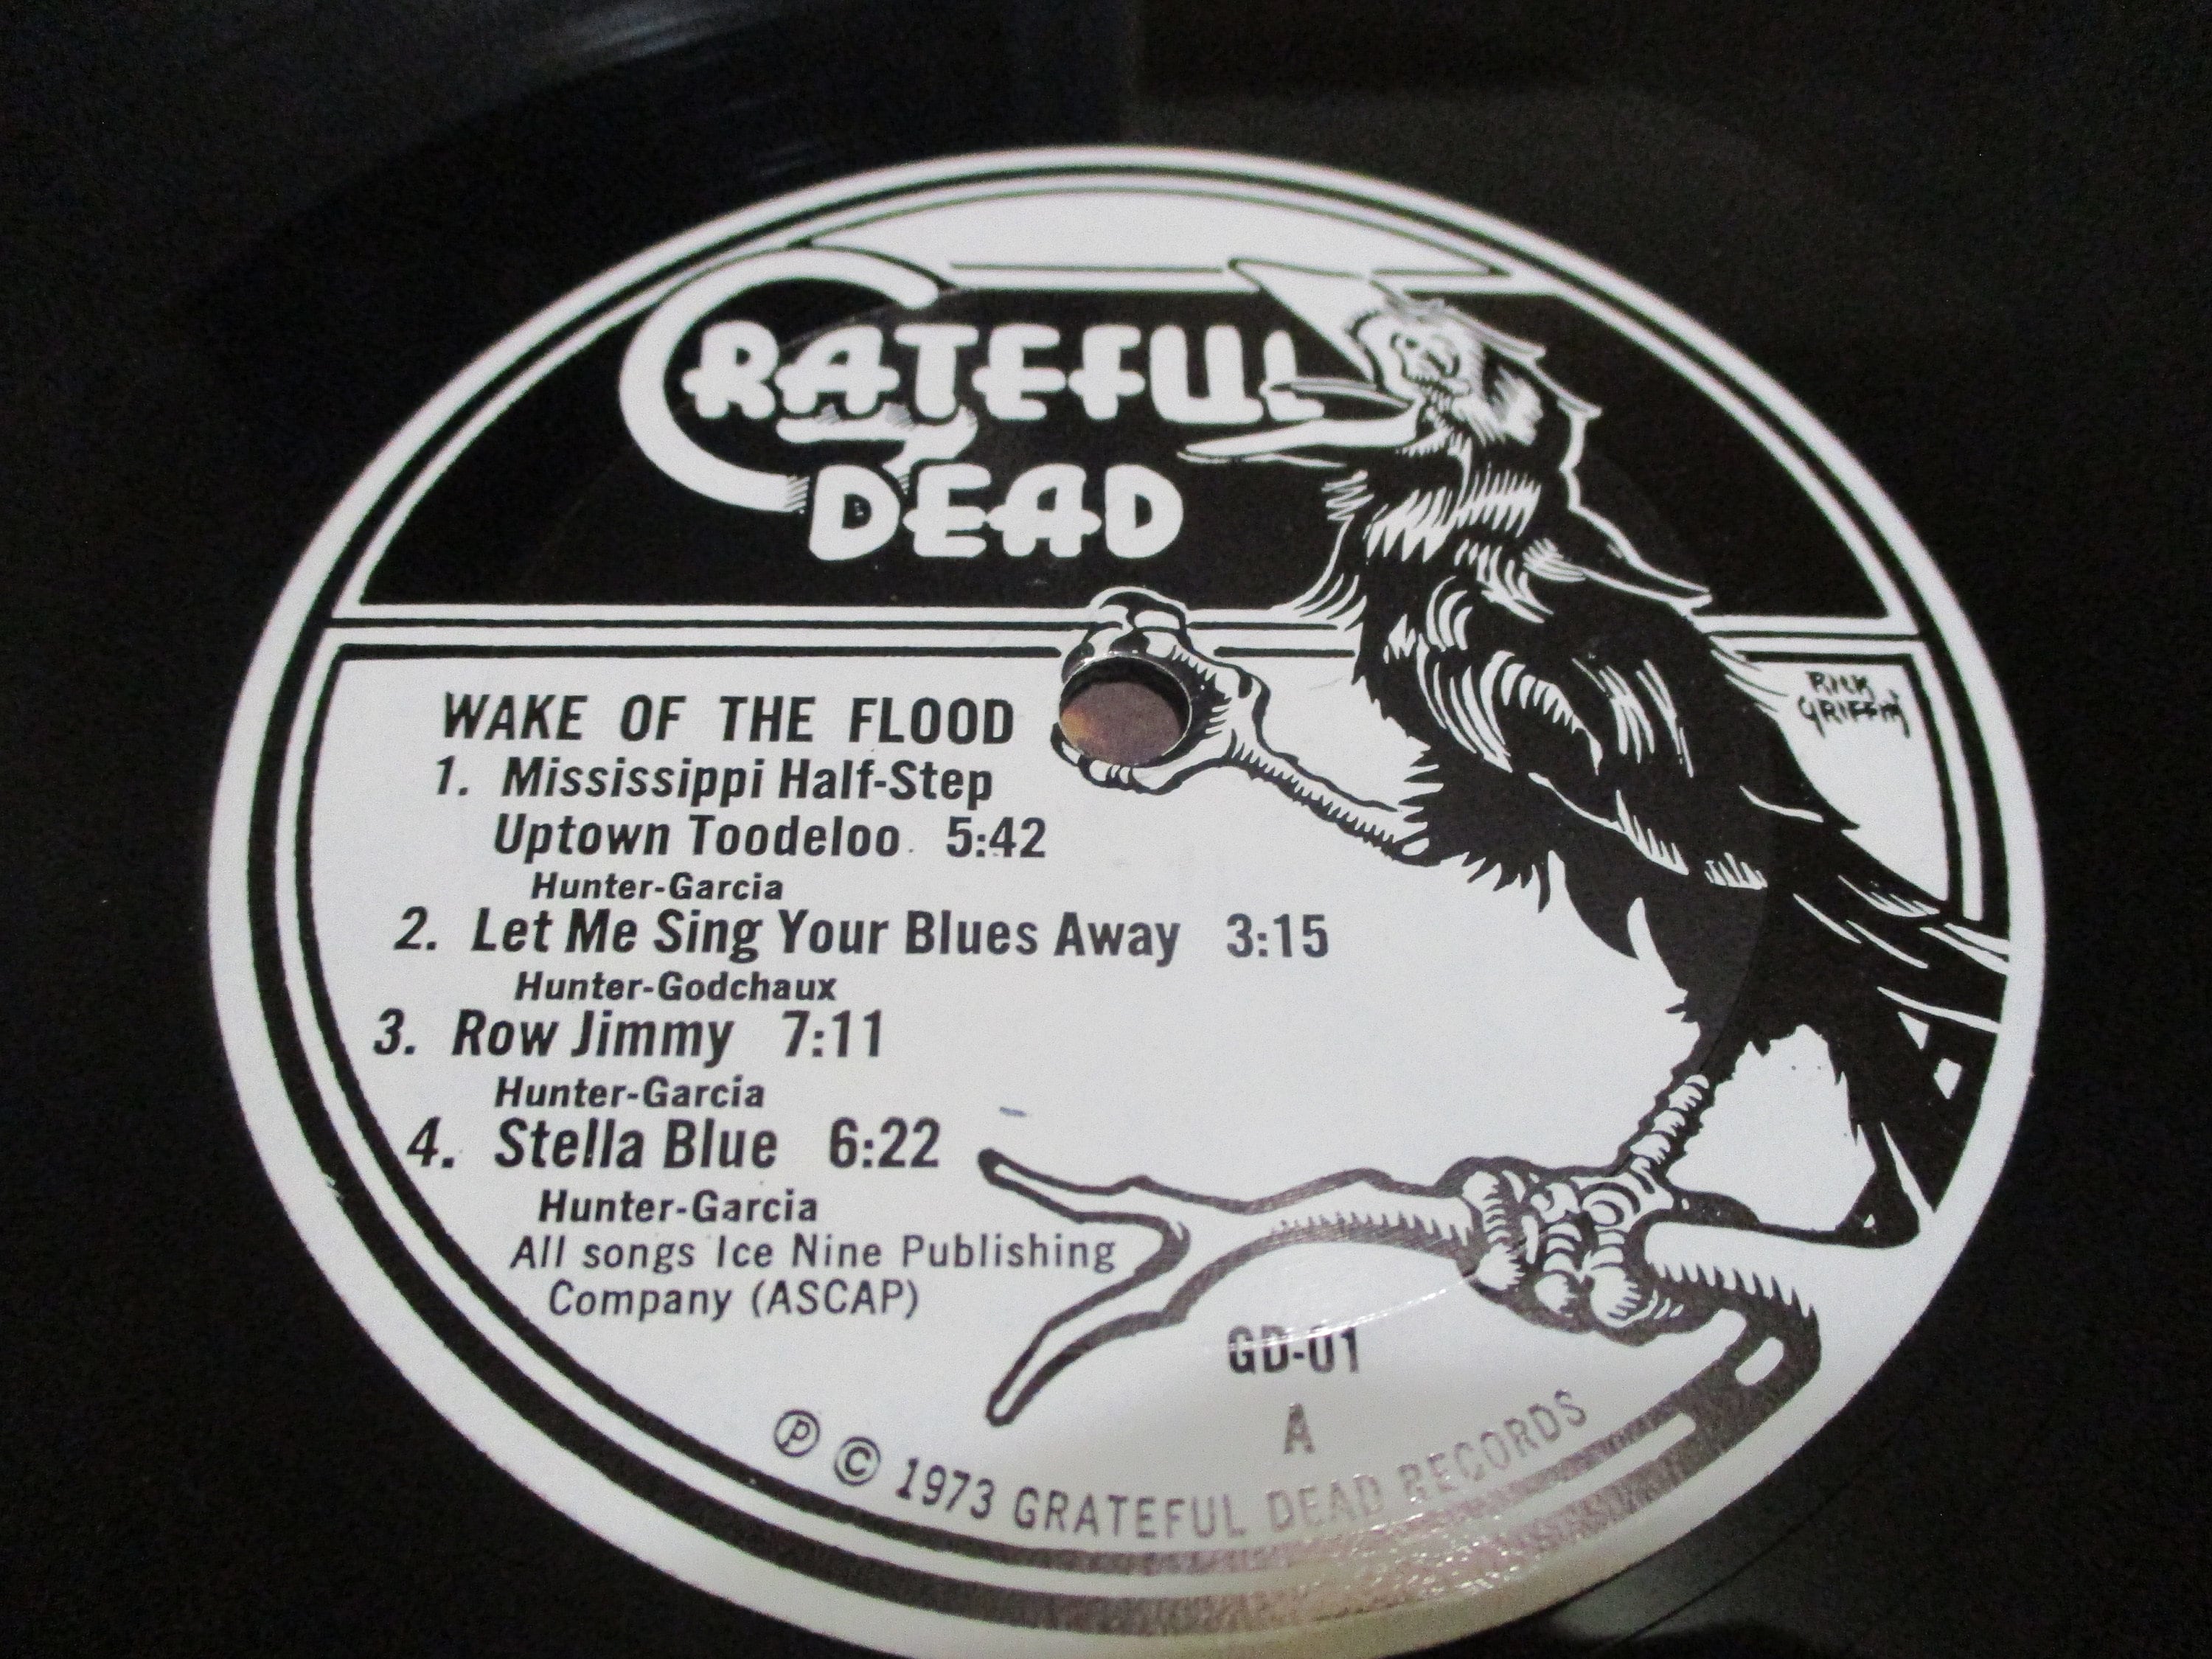 GRATEFUL
DEAD
RICK
GRIFFIN
WAKE OF THE FLOOD
1. Mississippi Half-Step
Uptown Toodeloo 5:42
Hunter-Garcia
2. Let Me Sing Your Blues Away 3:15
Hunter-Godchaux
3. Row Jimmy 7:11
Hunter-Garcia
4. Stella Blue 6:22
Hunter-Garcia
All songs Ice Nine Publishing
Company (ASCAP)
GD-01
A
Ⓟ © 1973 GRATEFUL DEAD RECORDS